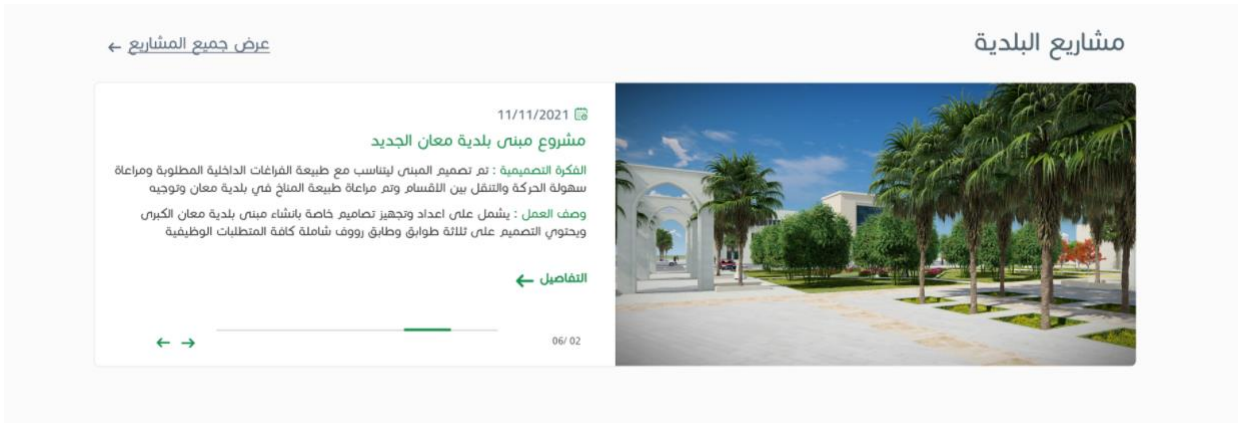 مشاريع البلدية
عرض جميع المشاريع ←
11/11/2021
مشروع مبنى بلدية معان الجديد
الفكرة التصميمية : تم تصميم المبنى ليتناسب مع طبيعة الفراغات الداخلية المطلوبة ومراعاة
سهولة الحركة والتنقل بين الاقسام وتم مراعاة طبيعة المناخ في بلدية معان وتوجيه
وصف العمل : يشمل على اعداد وتجهيز تصاميم خاصة بانشاء مبنى بلدية معان الكبرى
ويحتوي التصميم على ثلاثة طوابق وطابق رووف شاملة كافة المتطلبات الوظيفية
التفاصيل ←
06/ 02